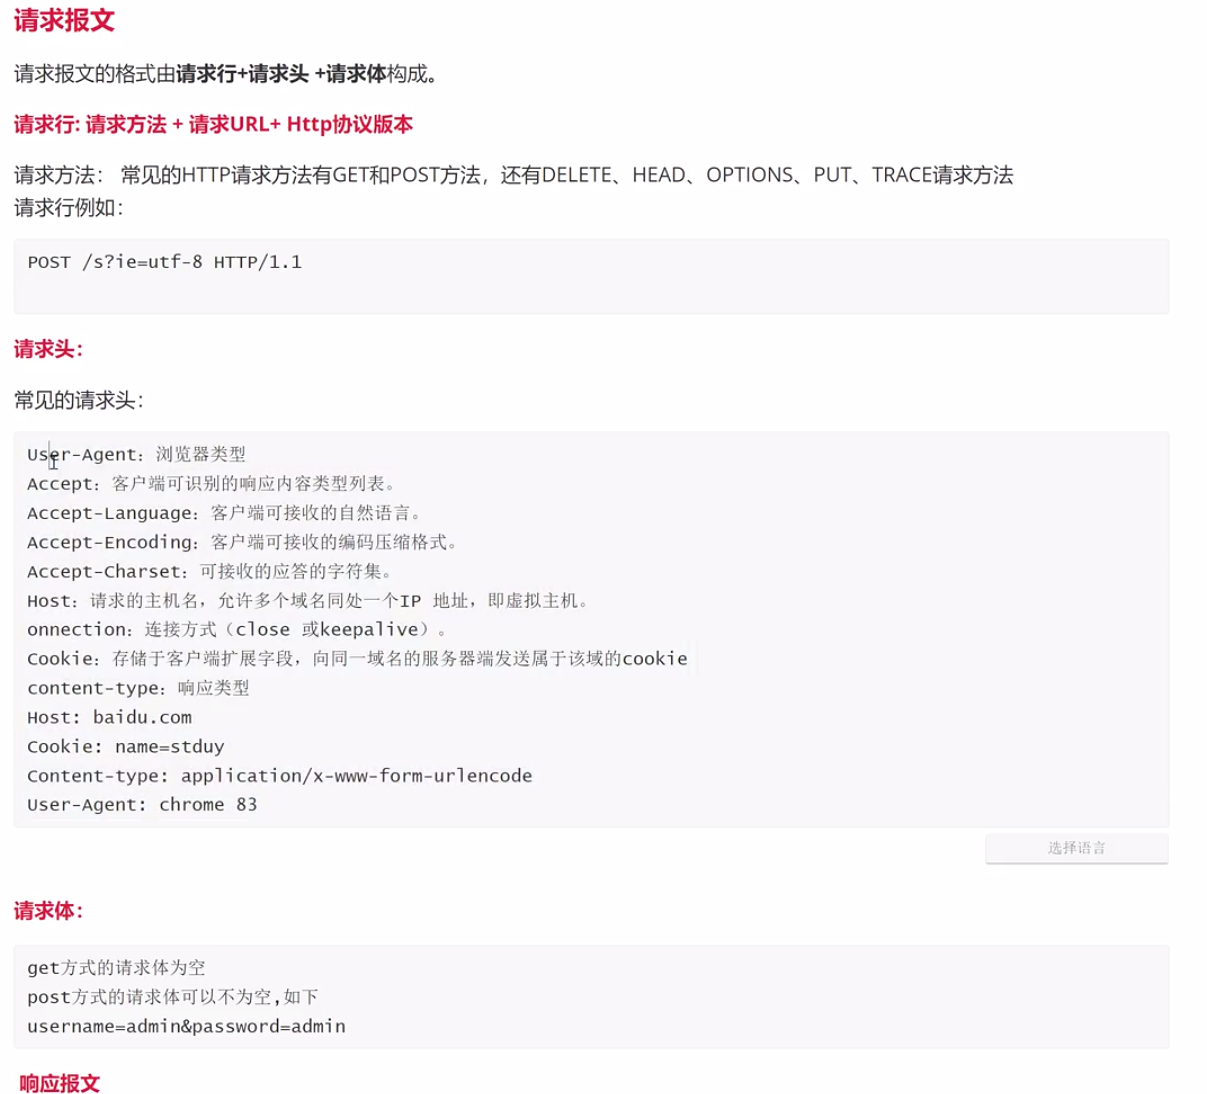 请求报文
请求报文的格式由请求行+请求头 +请求体构成。
请求行: 请求方法 + 请求URL+ Http协议版本
请求方法： 常见的HTTP请求方法有GET和POST方法，还有DELETE、HEAD、OPTIONS、PUT、TRACE请求方法
请求行例如：
POST /s?ie=utf-8 HTTP/1.1
请求头：
常见的请求头：
User-Agent：浏览器类型
Accept：客户端可识别的响应内容类型列表。
Accept-Language：客户端可接收的自然语言。
Accept-Encoding：客户端可接收的编码压缩格式。
Accept-Charset：可接收的应答的字符集。
Host：请求的主机名，允许多个域名同处一个IP 地址，即虚拟主机。
onnection：连接方式（close 或keepalive）。
Cookie：存储于客户端扩展字段，向同一域名的服务器端发送属于该域的cookie
content-type：响应类型
Host: baidu.com
Cookie: name=stduy
Content-type: application/x-www-form-urlencode
User-Agent: chrome 83
选择语言
请求体：
get方式的请求体为空
post方式的请求体可以不为空,如下
username=admin&password=admin
响应报文